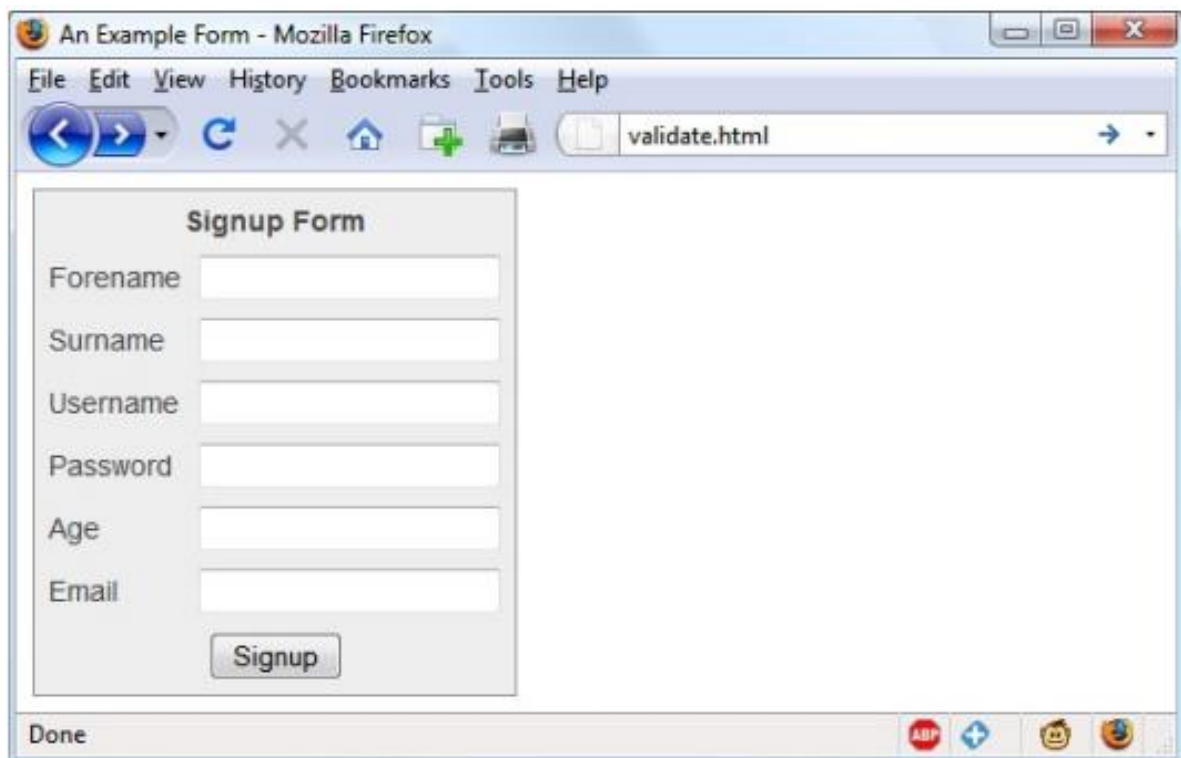 An Example Form - Mozilla Firefox
File Edit View History Bookmarks Tools Help
validate.html
Signup Form
Forename
Surname
Username
Password
Age
Email
Signup
Done
ABP